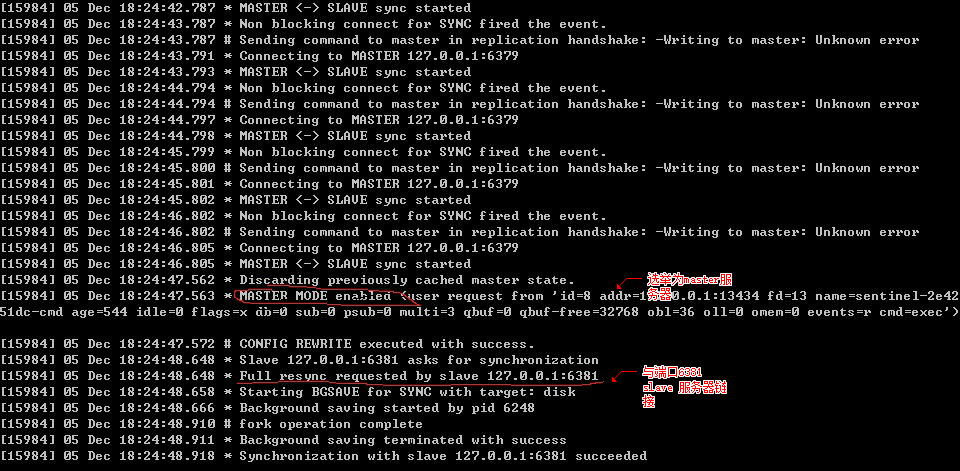 [15984] 05 Dec 18:24:42.787 * MASTER <-> SLAVE sync started
[15984] 05 Dec 18:24:43.787 * Non blocking connect for SYNC fired the event.
[15984] 05 Dec 18:24:43.787 # Sending command to master in replication handshake: -Writing to master: Unknown error
[15984] 05 Dec 18:24:43.791 * Connecting to MASTER 127.0.0.1:6379
[15984] 05 Dec 18:24:43.793 * MASTER <-> SLAVE sync started
[15984] 05 Dec 18:24:44.794 * Non blocking connect for SYNC fired the event.
[15984] 05 Dec 18:24:44.794 # Sending command to master in replication handshake: -Writing to master: Unknown error
[15984] 05 Dec 18:24:44.797 * Connecting to MASTER 127.0.0.1:6379
[15984] 05 Dec 18:24:44.798 * MASTER <-> SLAVE sync started
[15984] 05 Dec 18:24:45.799 * Non blocking connect for SYNC fired the event.
[15984] 05 Dec 18:24:45.800 # Sending command to master in replication handshake: -Writing to master: Unknown error
[15984] 05 Dec 18:24:45.801 * Connecting to MASTER 127.0.0.1:6379
[15984] 05 Dec 18:24:45.802 * MASTER <-> SLAVE sync started
[15984] 05 Dec 18:24:46.802 * Non blocking connect for SYNC fired the event.
[15984] 05 Dec 18:24:46.802 # Sending command to master in replication handshake: -Writing to master: Unknown error
[15984] 05 Dec 18:24:46.805 * Connecting to MASTER 127.0.0.1:6379
[15984] 05 Dec 18:24:46.805 * MASTER <-> SLAVE sync started
[15984] 05 Dec 18:24:47.562 * Discarding previously cached master state.
选举为master服
务器
[15984] 05 Dec 18:24:47.563 * MASTER MODE enabled (user request from 'id=8 addr=1 0.0.1:13434 fd=13 name=sentinel-2e42
51dc-cmd age=544 idle=0 flags=x db=0 sub=0 psub=0 multi=3 qbuf=0 qbuf-free=32768 obl=36 oll=0 omem=0 events=r cmd=exec')
[15984] 05 Dec 18:24:47.572 # CONFIG REWRITE executed with success.
[15984] 05 Dec 18:24:48.648 * Slave 127.0.0.1:6381 asks for synchronization
[15984] 05 Dec 18:24:48.648 * Full resync requested by slave 127.0.0.1:6381
与端口6381
slave 服务器链
接
[15984] 05 Dec 18:24:48.658 * Starting BGSAVE for SYNC with target: disk
[15984] 05 Dec 18:24:48.666 * Background saving started by pid 6248
[15984] 05 Dec 18:24:48.910 # fork operation complete
[15984] 05 Dec 18:24:48.911 * Background saving terminated with success
[15984] 05 Dec 18:24:48.918 * Synchronization with slave 127.0.0.1:6381 succeeded